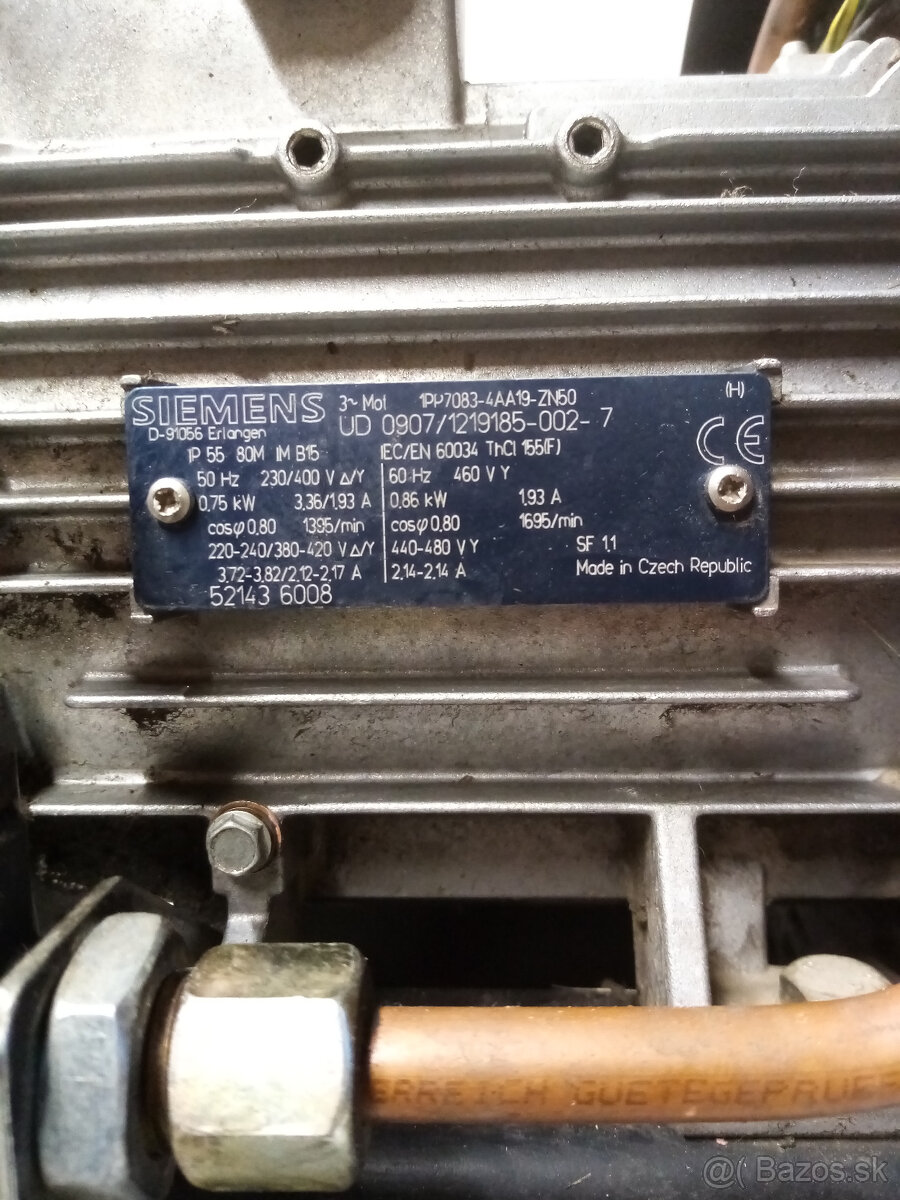 SIEMENS
D-91056 Erlangen
3~ Mot 1PP7083-4AA19-ZN50
(H)
UD 0907/1219185-002-7
IP 55 80M IM B15 IEC/EN 60034 ThCl 155(F)
CE
50 Hz 230/400 V Δ/Y 60 Hz 460 V Y
0,75 kW 3,36/1.93 A 0,86 kW 1.93 A
cosφ 0,80 1395/min cosφ 0,80 1695/min
220-240/380-420 V Δ/Y 440-480 V Y SF 1,1
3,72-3,82/2,12-2,17 A 2,14-2,14 A Made in Czech Republic
52143 6008
GUETEGEPRUEF
@( Bazos.sk